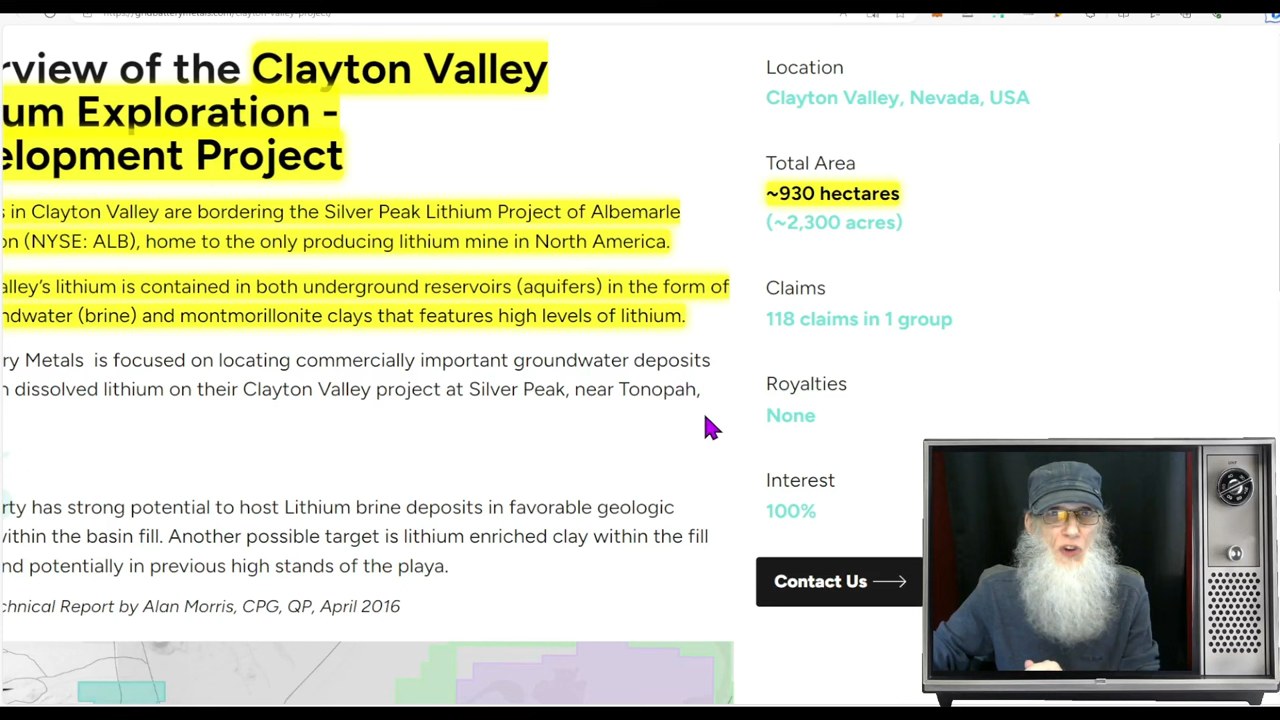 https://gridbatterymetals.com/clayton-valley-project/
rview of the Clayton Valley
um Exploration -
elopment Project
s in Clayton Valley are bordering the Silver Peak Lithium Project of Albemarle
on (NYSE: ALB), home to the only producing lithium mine in North America.
alley's lithium is contained in both underground reservoirs (aquifers) in the form of
ndwater (brine) and montmorillonite clays that features high levels of lithium.
ry Metals is focused on locating commercially important groundwater deposits
n dissolved lithium on their Clayton Valley project at Silver Peak, near Tonopah,
rty has strong potential to host Lithium brine deposits in favorable geologic
within the basin fill. Another possible target is lithium enriched clay within the fill
nd potentially in previous high stands of the playa.
chnical Report by Alan Morris, CPG, QP, April 2016
Location
Clayton Valley, Nevada, USA
Total Area
~930 hectares
(~2,300 acres)
Claims
118 claims in 1 group
Royalties
None
Interest
100%
Contact Us